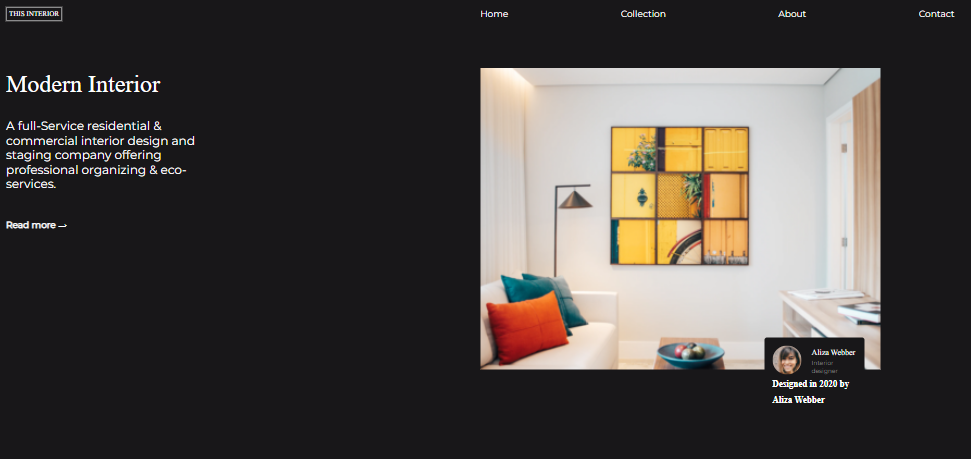 THIS INTERIOR
Home
Collection
About
Contact
Modern Interior
A full-Service residential &
commercial interior design and
staging company offering
professional organizing & eco-
services.
Read more ⇀
Aliza Webber
Interior
designer
Designed in 2020 by
Aliza Webber